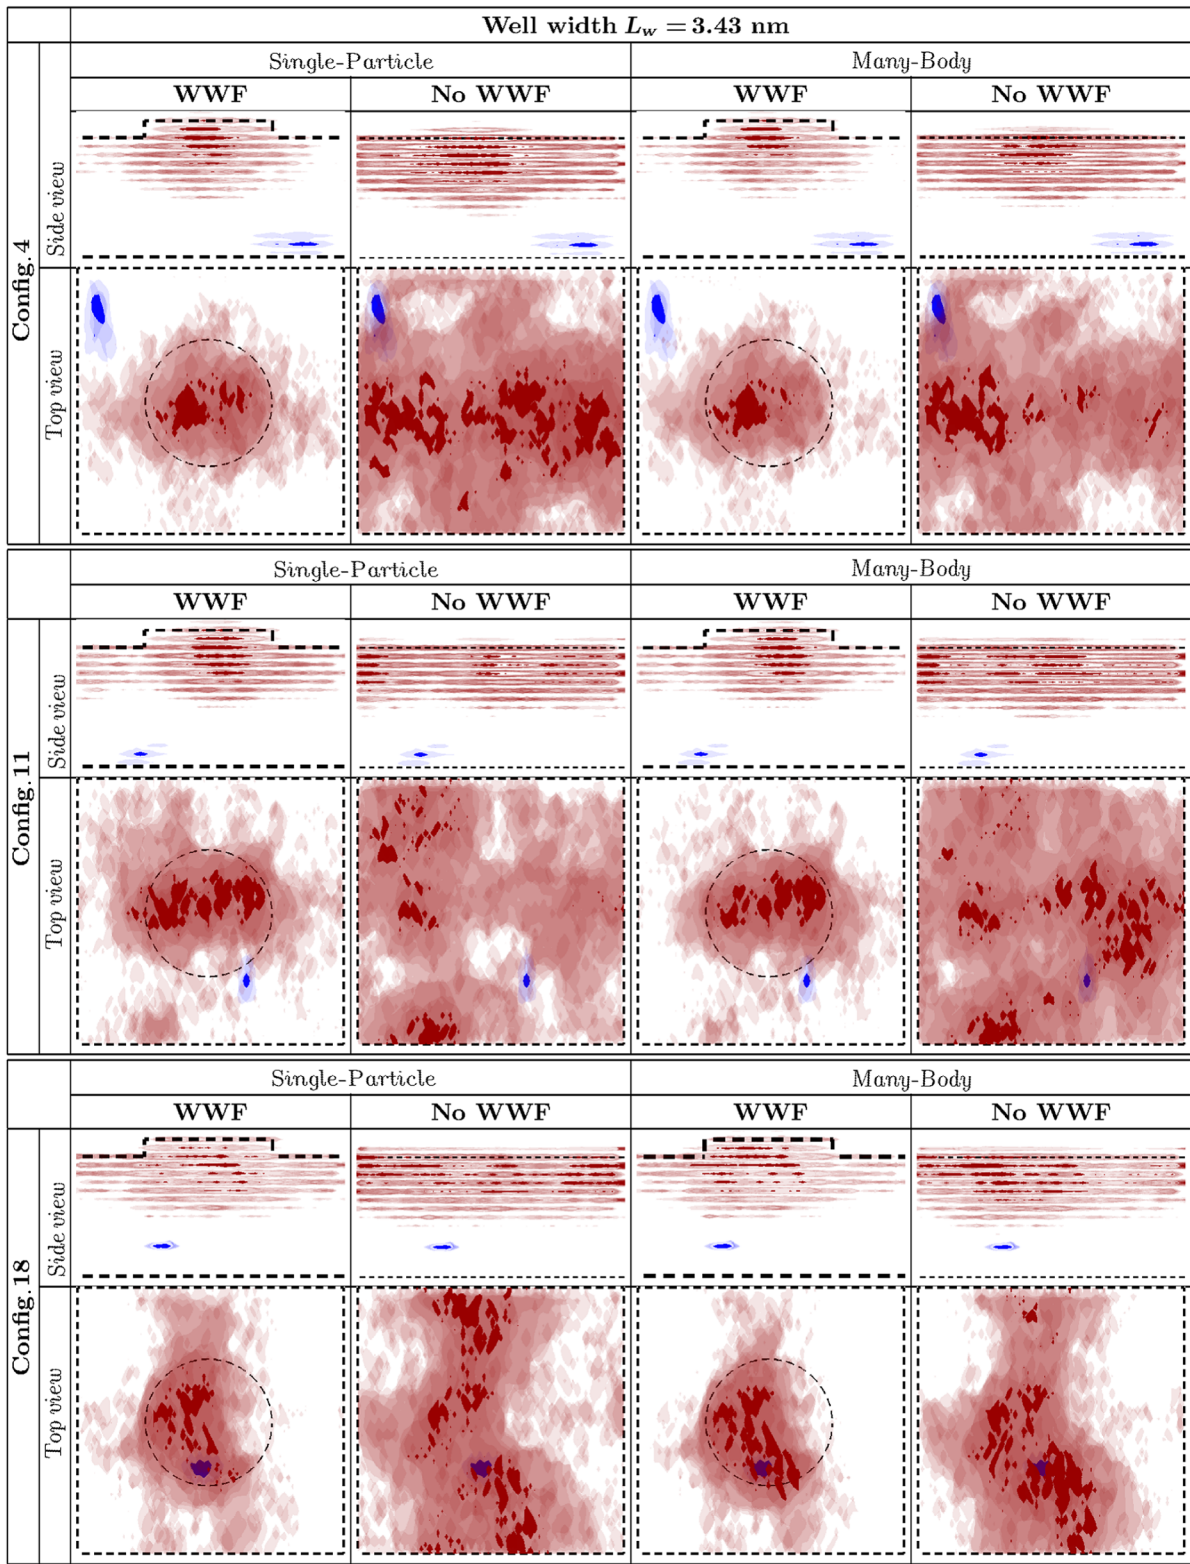 Well width Lw = 3.43 nm
Config. 4
Single-Particle Many-Body
WWF No WWF WWF No WWF
Side view
Top view
Config. 11
Single-Particle Many-Body
WWF No WWF WWF No WWF
Side view
Top view
Config. 18
Single-Particle Many-Body
WWF No WWF WWF No WWF
Side view
Top view